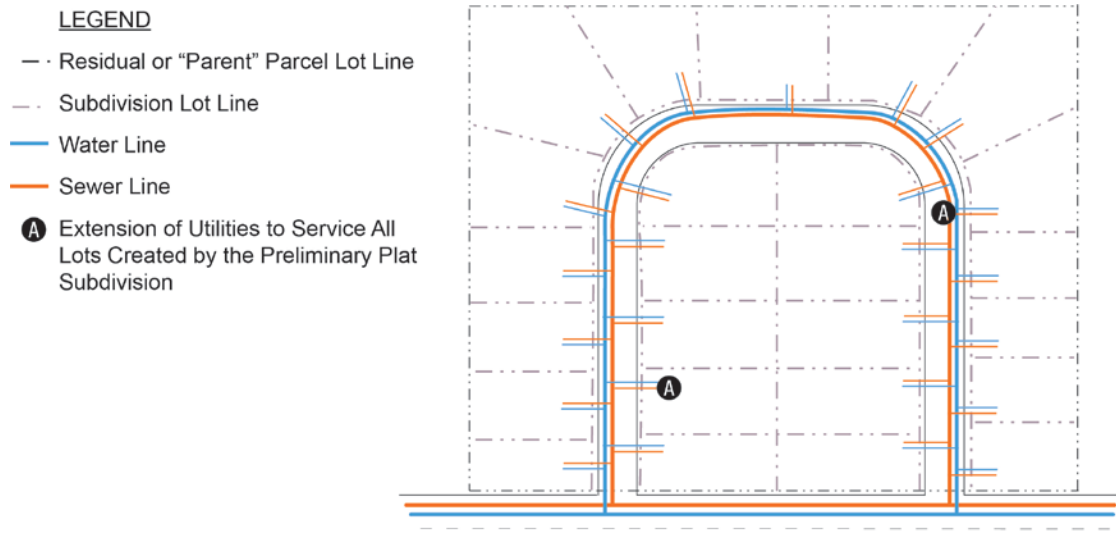 LEGEND
Residual or “Parent” Parcel Lot Line
Subdivision Lot Line
Water Line
Sewer Line
A Extension of Utilities to Service All
Lots Created by the Preliminary Plat
Subdivision
A
A